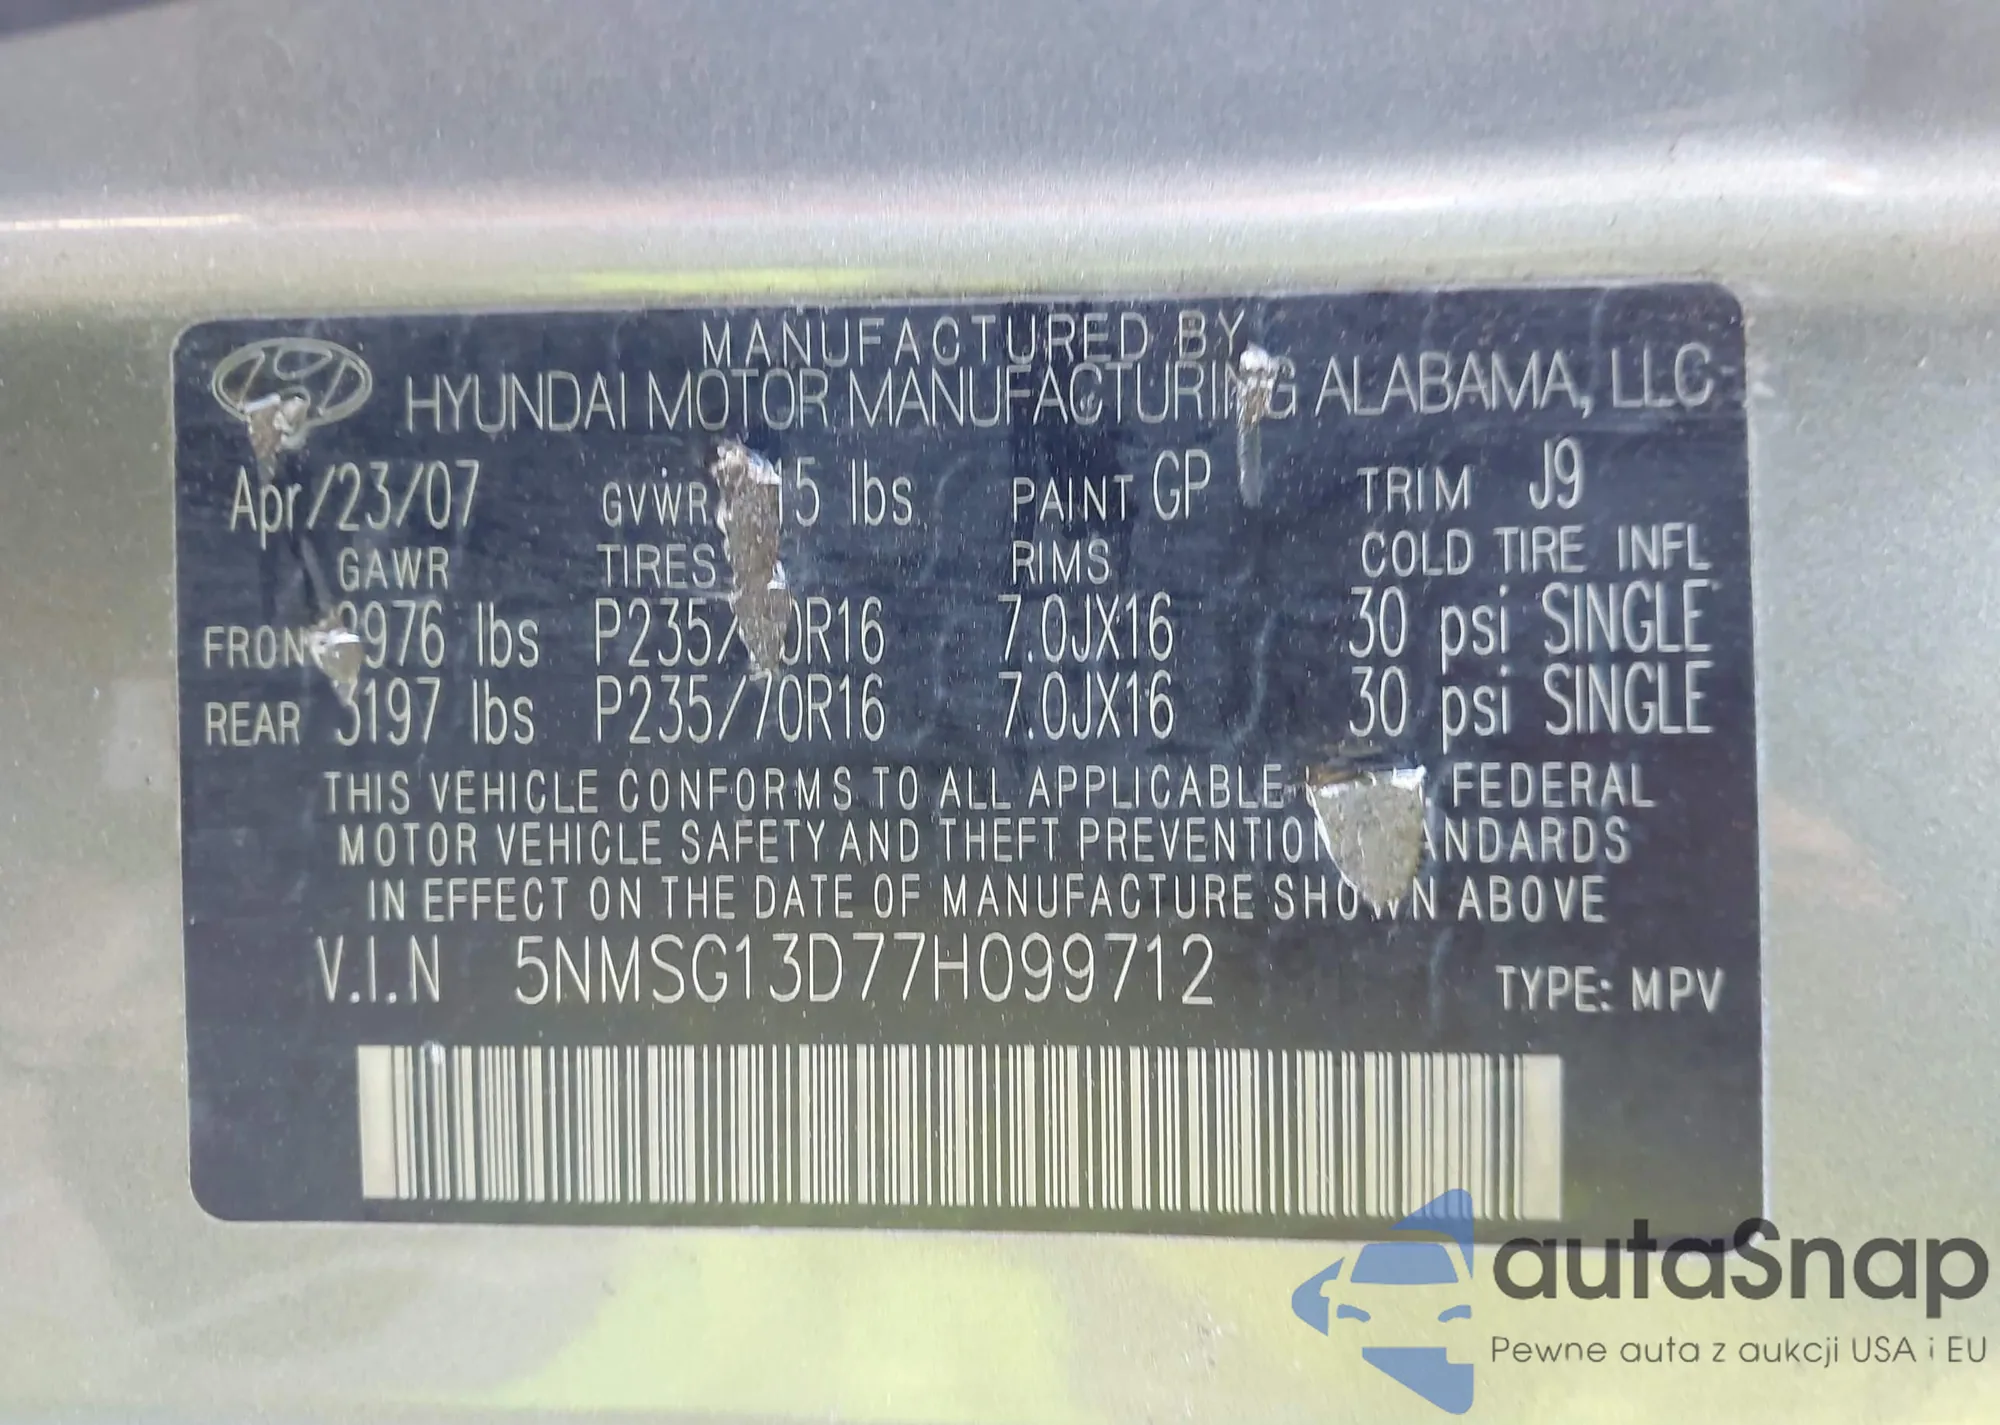 MANUFACTURED BY
HYUNDAI MOTOR MANUFACTURING ALABAMA, LLC
Apr/23/07 GVWR lbs PAINT GP TRIM J9
GAWR TIRES RIMS COLD TIRE INFL
lbs P235/70R16 7.0JX16 30 psi SINGLE
REAR 3197 lbs P235/70R16 7.0JX16 30 psi SINGLE
THIS VEHICLE CONFORMS TO ALL APPLICABLE FEDERAL
MOTOR VEHICLE SAFETY AND THEFT PREVENTION
IN EFFECT ON THE DATE OF MANUFACTURE SHOWN ABOVE
V.I.N 5NMSG13D77H099712 TYPE: MPV
autaSnap
Pewne auta z aukcji USA i EU